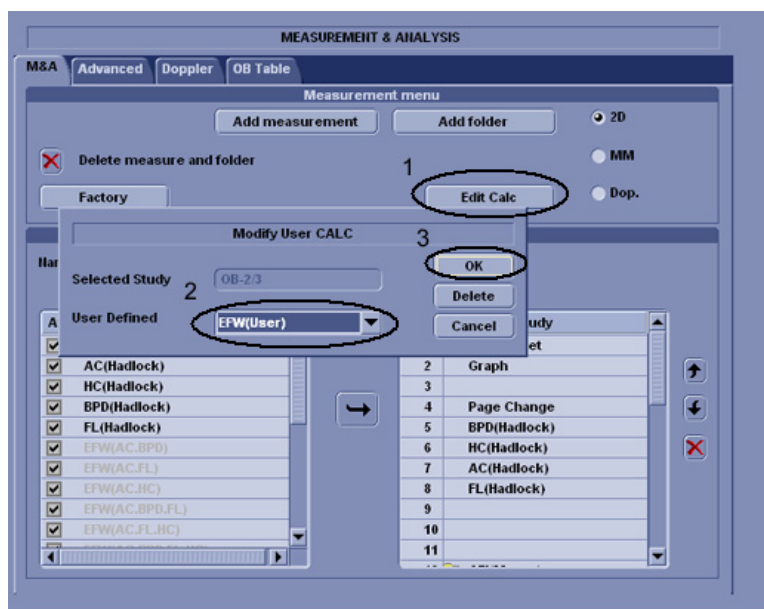 MEASUREMENT & ANALYSIS
M&A Advanced Doppler OB Table
Measurement menu
Add measurement Add folder 2D
Delete measure and folder 1 MM
Factory Edit Calc Dop.
Modify User CALC 3
OK
Selected Study 2 OB-2/3
Delete
User Defined EFW(User) Cancel
AC(Hadlock) 2 Graph
HC(Hadlock) 3
BPD(Hadlock) 4 Page Change
FL(Hadlock) 5 BPD(Hadlock)
EFW(AC.BPD) 6 HC(Hadlock)
EFW(AC.FL) 7 AC(Hadlock)
EFW(AC.HC) 8 FL(Hadlock)
EFW(AC.BPD.FL) 9
EFW(AC.FL.HC) 10
11